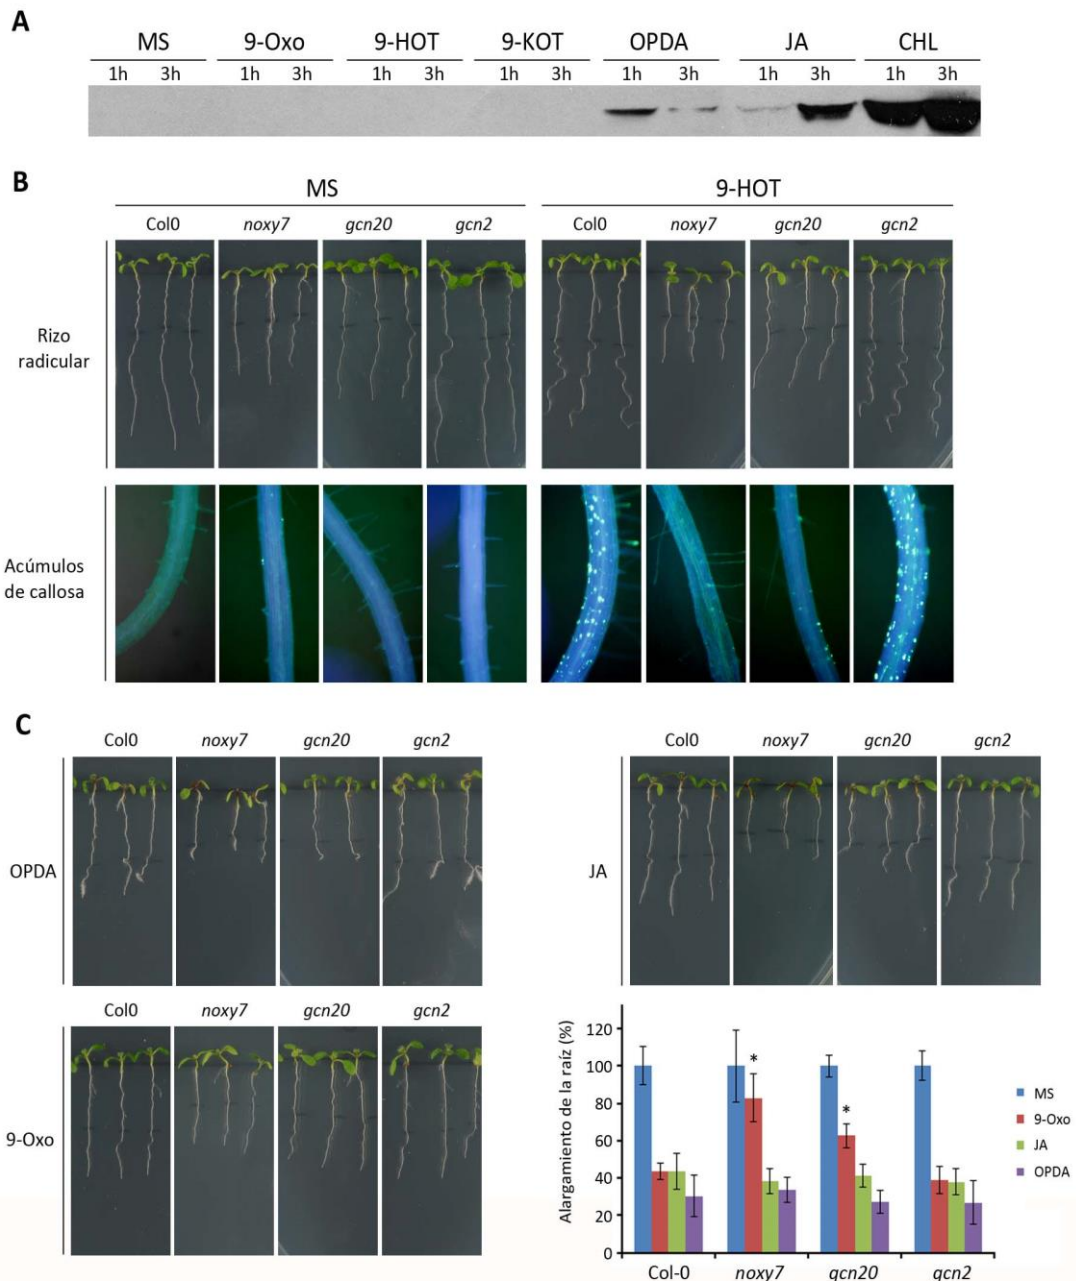 A
MS 9-Oxo 9-HOT 9-KOT OPDA JA CHL
1h 3h 1h 3h 1h 3h 1h 3h 1h 3h 1h 3h 1h 3h
B
MS 9-HOT
Col0 noxy7 gcn20 gcn2 Col0 noxy7 gcn20 gcn2
Rizo
radicular
Acúmulos
de callosa
C
Col0 noxy7 gcn20 gcn2
OPDA
Col0 noxy7 gcn20 gcn2
JA
Col0 noxy7 gcn20 gcn2
9-Oxo
Alargamiento de la raíz (%)
120
100
80
60
40
20
0
* *
Col-0 noxy7 gcn20 gcn2
MS
9-Oxo
JA
OPDA